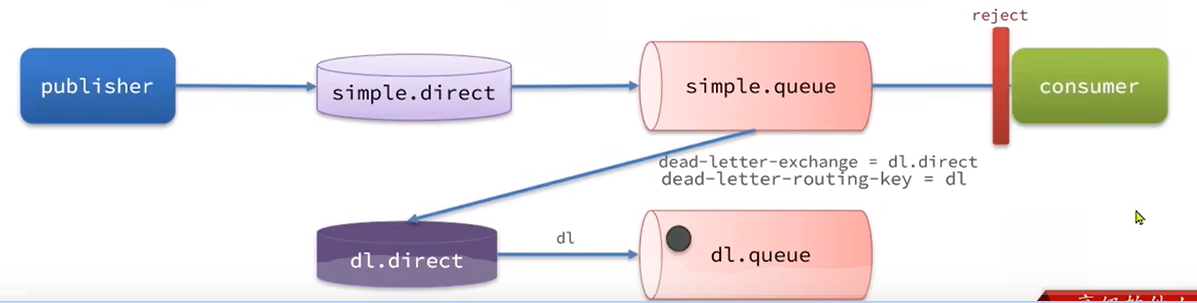 reject
publisher
simple.direct
simple.queue
consumer
dead-letter-exchange = dl.direct
dead-letter-routing-key = dl
dl.direct
dl
dl.queue